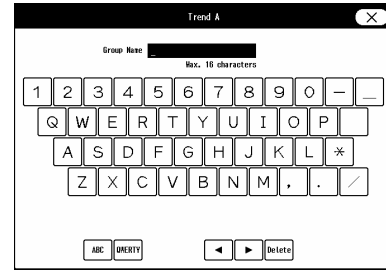 Trend A
Group Name _
Max. 16 characters
1 2 3 4 5 6 7 8 9 0 - _
Q W E R T Y U I O P
A S D F G H J K L *
Z X C V B N M , . /
ABC QWERTY ◄ ► Delete